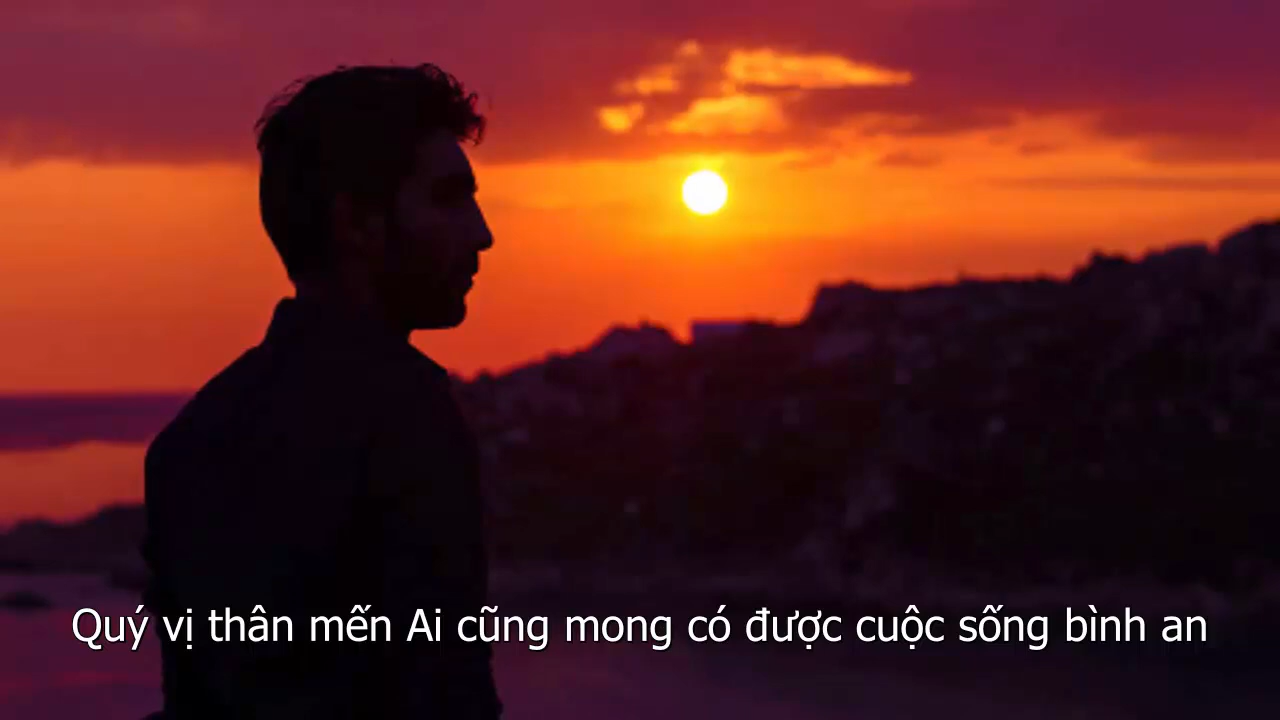 Quý vị thân mến Ai cũng mong có được cuộc sống bình an